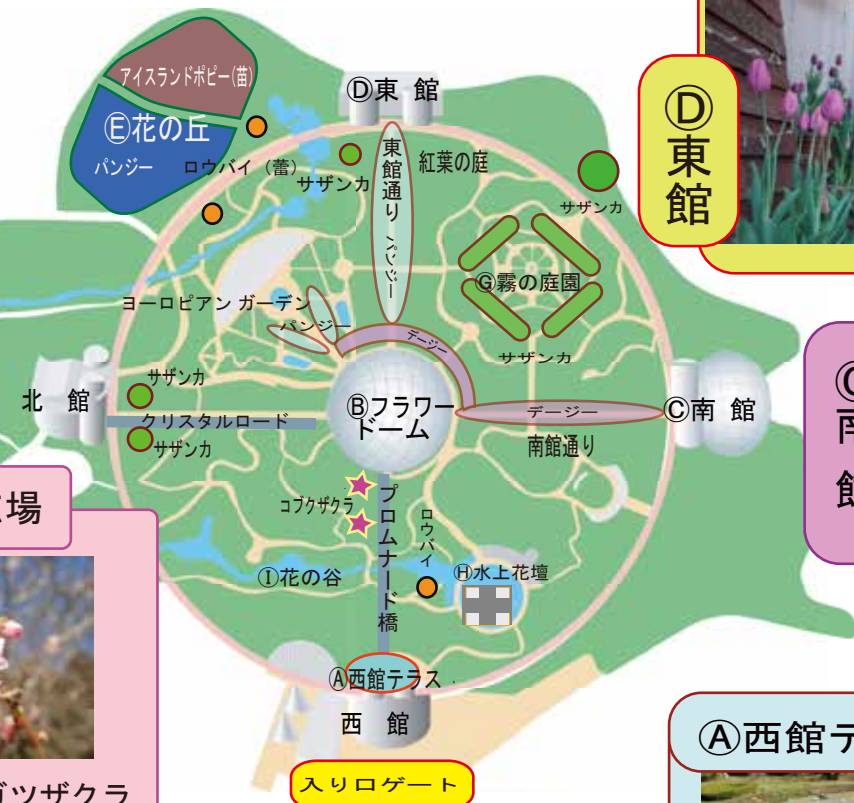 アイスランドポピー(苗)
Ⓔ花の丘
パンジー
ロウバイ（蕾）
サザンカ
Ⓓ東 館
東館通り
パンジー
紅葉の庭
サザンカ
Ⓓ東館
Ⓖ霧の庭園
サザンカ
ヨーロピアン ガーデン
パンジー
デージー
北 館
サザンカ
クリスタルロード
サザンカ
Ⓑフラワー
ドーム
デージー
南館通り
Ⓒ南 館
南館
場
コブクザクラ
プロムナード橋
ロウバイ
Ⓘ花の谷
Ⓗ水上花壇
Ⓐ西館テラス
西 館
入り口ゲート
Ⓐ西館テ
ツザクラ